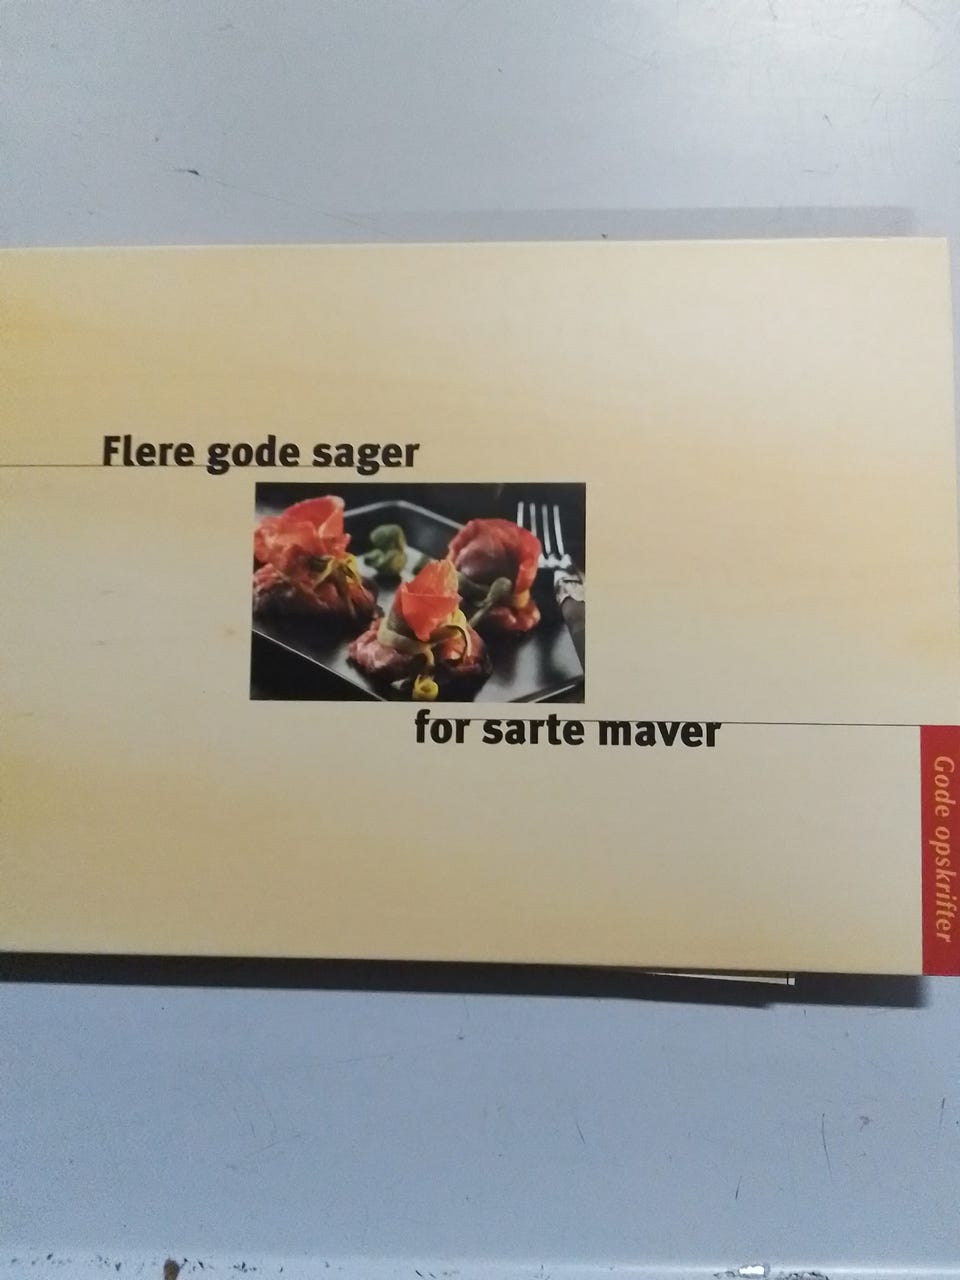 Flere gode sager
for sarte maver
Gode opskrifter